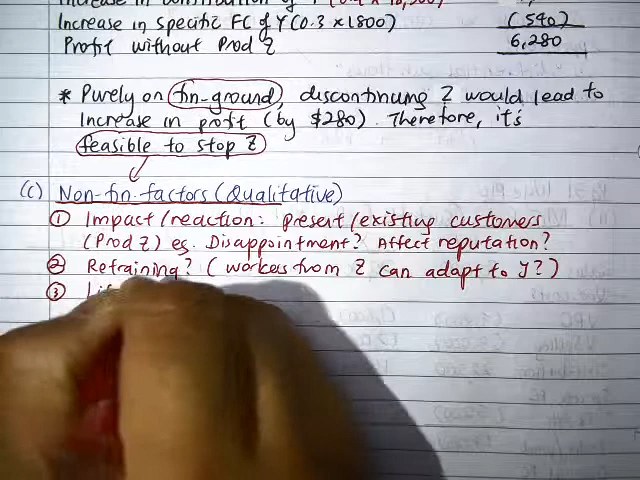 Increase in specific FC of Y (0.3 × 1800) (540)
Profit without Prod Z 6,280
* Purely on fin-ground, discontinuing Z would lead to
Increase in profit (by $280). Therefore, it's
feasible to stop Z
(c) Non-fin. factors (Qualitative)
① Impact/reaction: present/existing customers
(Prod Z) eg. Disappointment? Affect reputation?
② Retraining? (workers from Z can adapt to Y?)
③